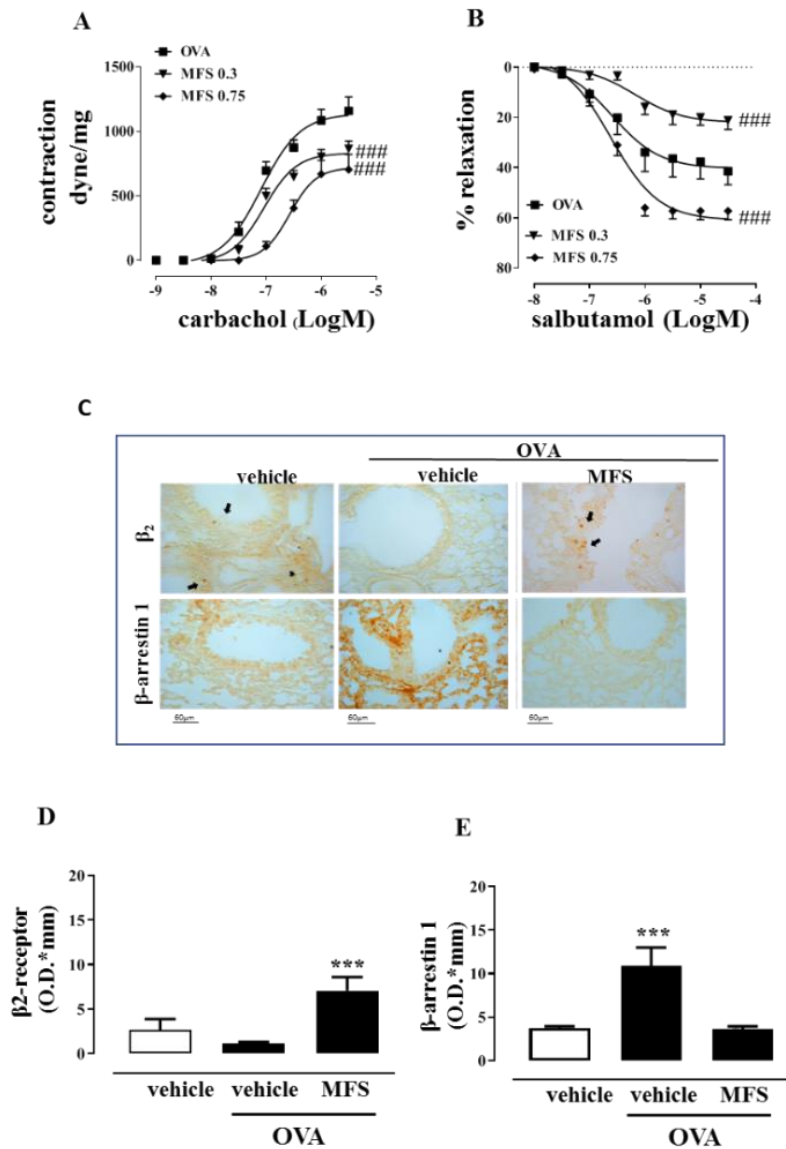 A
OVA
MFS 0.3
MFS 0.75
1500
1000
500
0
contraction
dyne/mg
###
###
-9 -8 -7 -6 -5
carbachol (LogM)
B
0
20
40
60
80
% relaxation
###
###
OVA
MFS 0.3
MFS 0.75
-8 -7 -6 -5 -4
salbutamol (LogM)
C
OVA
vehicle vehicle MFS
β2
β-arrestin 1
60µm 60µm 60µm
D
20
15
10
5
0
β2-receptor
(O.D.*mm)
***
vehicle vehicle MFS
OVA
E
20
15
10
5
0
β-arrestin 1
(O.D.*mm)
***
vehicle vehicle MFS
OVA